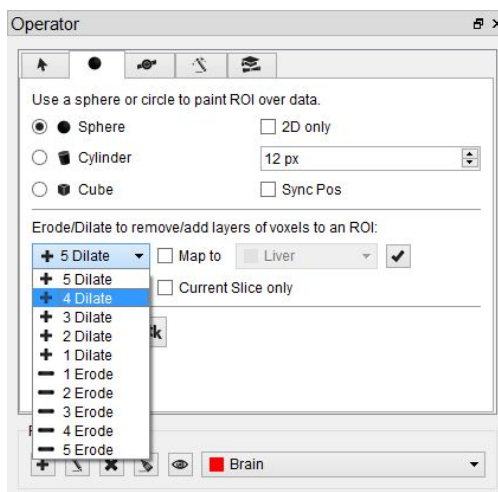 Operator
Use a sphere or circle to paint ROI over data.
Sphere 2D only
Cylinder 12 px
Cube Sync Pos
Erode/Dilate to remove/add layers of voxels to an ROI:
5 Dilate Map to Liver
5 Dilate
4 Dilate Current Slice only
3 Dilate
2 Dilate
1 Dilate
1 Erode
2 Erode
3 Erode
4 Erode
5 Erode
Brain